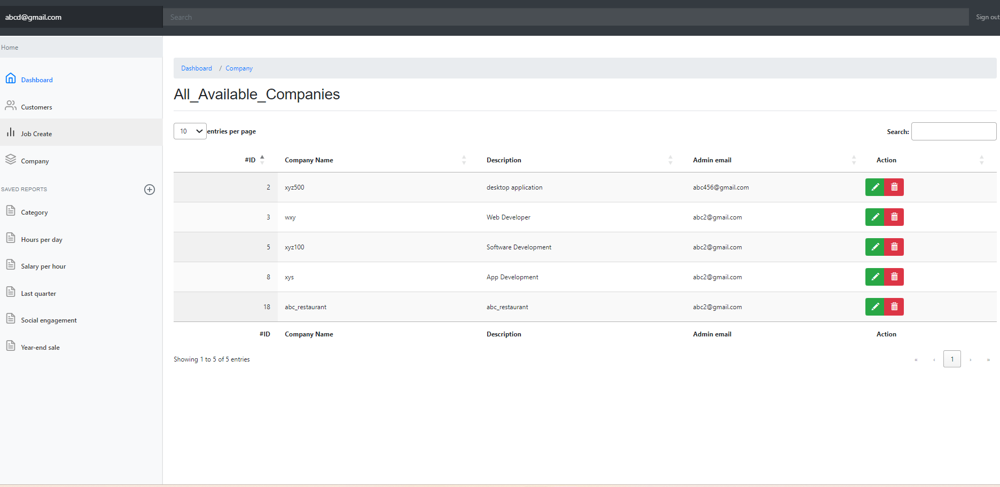 abcd@gmail.com
Search
Sign out
Home
Dashboard
Customers
Job Create
Company
SAVED REPORTS
Category
Hours per day
Salary per hour
Last quarter
Social engagement
Year-end sale
Dashboard / Company
All_Available_Companies
10 entries per page
Search:
#ID Company Name Description Admin email Action
2 xyz500 desktop application abc456@gmail.com
3 wxy Web Developer abc2@gmail.com
5 xyz100 Software Development abc2@gmail.com
8 xys App Development abc2@gmail.com
18 abc_restaurant abc_restaurant abc2@gmail.com
#ID Company Name Description Admin email Action
Showing 1 to 5 of 5 entries
« ‹ 1 › »